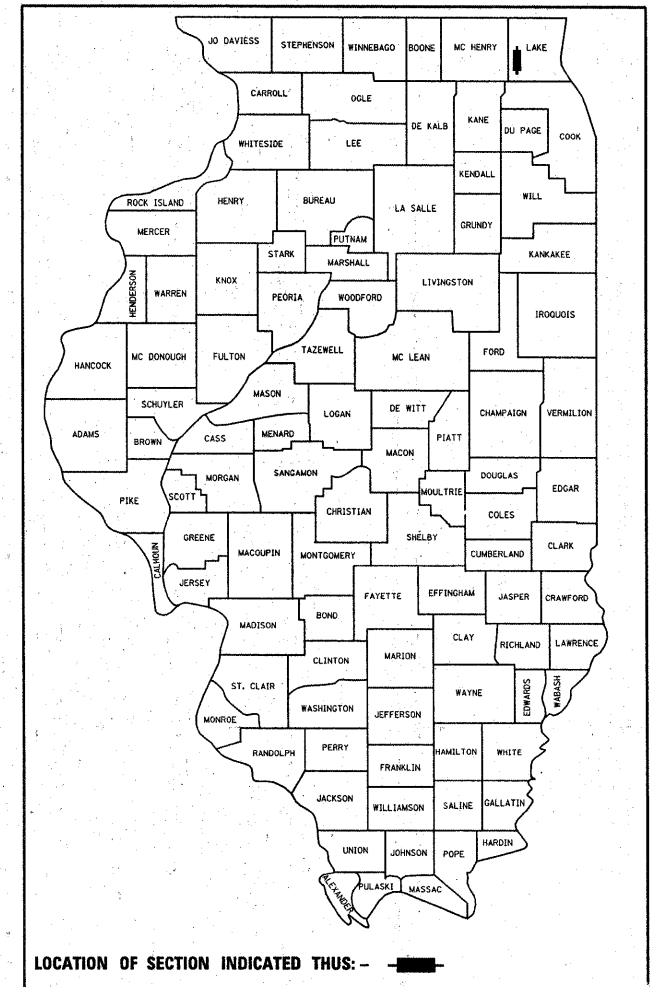 JO DAVIESS
STEPHENSON
WINNEBAGO
BOONE
MC HENRY
LAKE
CARROLL
OGLE
DE KALB
KANE
DU PAGE
COOK
WHITESIDE
LEE
KENDALL
WILL
ROCK ISLAND
HENRY
BUREAU
LA SALLE
GRUNDY
MERCER
PUTNAM
STARK
MARSHALL
KANKAKEE
HENDERSON
WARREN
KNOX
PEORIA
WOODFORD
LIVINGSTON
IROQUOIS
HANCOCK
MC DONOUGH
FULTON
TAZEWELL
MC LEAN
FORD
MASON
SCHUYLER
LOGAN
DE WITT
CHAMPAIGN
VERMILION
ADAMS
BROWN
CASS
MENARD
PIATT
MACON
SANGAMON
DOUGLAS
EDGAR
PIKE
SCOTT
MORGAN
MOULTRIE
CHRISTIAN
COLES
GREENE
SHELBY
CALHOUN
MACOUPIN
MONTGOMERY
CUMBERLAND
CLARK
JERSEY
FAYETTE
EFFINGHAM
JASPER
CRAWFORD
MADISON
BOND
CLAY
RICHLAND
LAWRENCE
CLINTON
MARION
ST. CLAIR
WAYNE
EDWARDS
WABASH
WASHINGTON
JEFFERSON
MONROE
RANDOLPH
PERRY
HAMILTON
WHITE
FRANKLIN
JACKSON
WILLIAMSON
SALINE
GALLATIN
UNION
JOHNSON
POPE
HARDIN
ALEXANDER
PULASKI
MASSAC
LOCATION OF SECTION INDICATED THUS: –